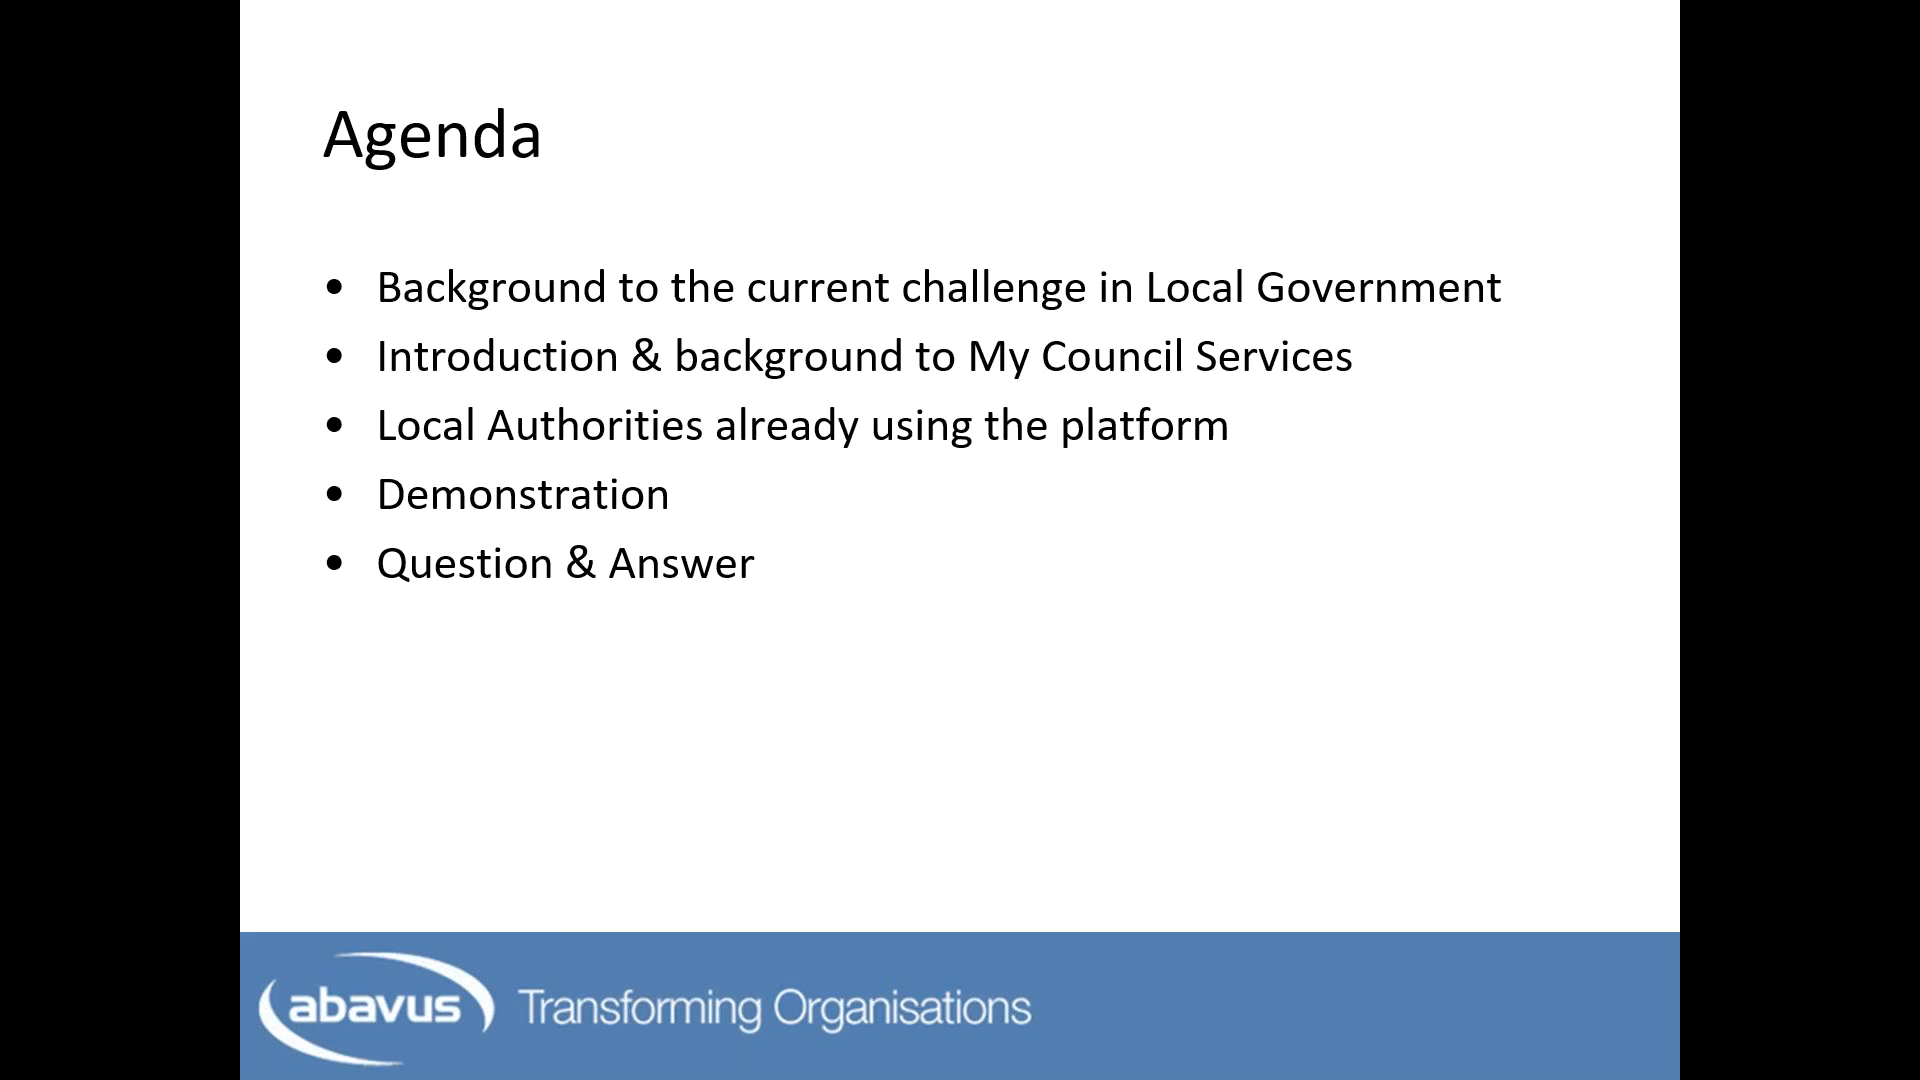 Agenda
• Background to the current challenge in Local Government
• Introduction & background to My Council Services
• Local Authorities already using the platform
• Demonstration
• Question & Answer
abavus Transforming Organisations